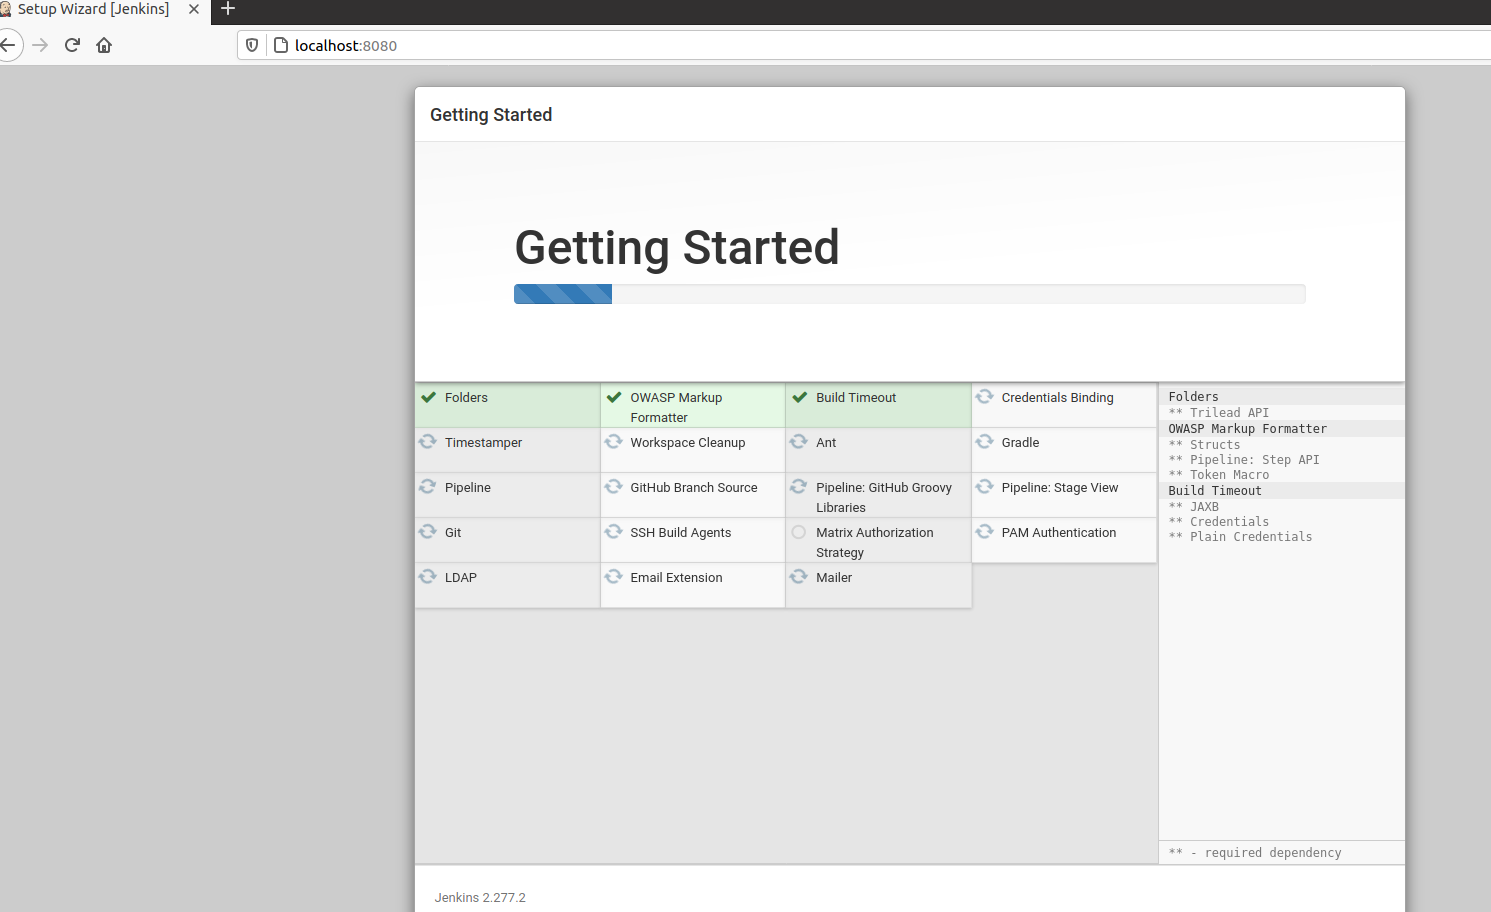 Setup Wizard [Jenkins]
localhost:8080
Getting Started
Getting Started
Folders
OWASP Markup
Formatter
Build Timeout
Credentials Binding
Timestamper
Workspace Cleanup
Ant
Gradle
Pipeline
GitHub Branch Source
Pipeline: GitHub Groovy
Libraries
Pipeline: Stage View
Git
SSH Build Agents
Matrix Authorization
Strategy
PAM Authentication
LDAP
Email Extension
Mailer
Folders
** Trilead API
OWASP Markup Formatter
** Structs
** Pipeline: Step API
** Token Macro
Build Timeout
** JAXB
** Credentials
** Plain Credentials
** - required dependency
Jenkins 2.277.2